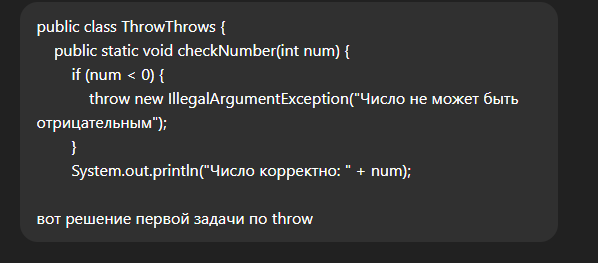 public class ThrowThrows {
public static void checkNumber(int num) {
if (num < 0) {
throw new IllegalArgumentException("Число не может быть
отрицательным");
}
System.out.println("Число корректно: " + num);
вот решение первой задачи по throw